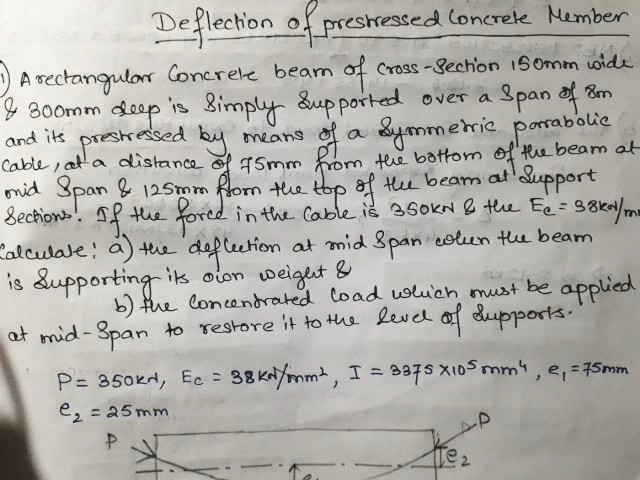 Deflection of prestressed Concrete Member
1) A rectangular Concrete beam of cross-section 150mm wide
& 300mm deep is Simply Supported over a Span of 8m
and its prestressed by means of a Symmetric parabolic
Cable, at a distance of 75mm from the bottom of the beam at
mid Span & 125mm from the top of the beam at Support
Sections. If the forced in the Cable is 350KN & the Ec = 38KN/m
Calculate: a) the deflection at mid Span when the beam
is Supporting its own weight &
b) the Concentrated Load which must be applied
at mid-Span to restore it to the level of Supports.
P = 350KN, Ec = 38KN/mm², I = 3375 x10⁵ mm⁴, e₁ = 75mm
e₂ = 25mm
P P
e₂